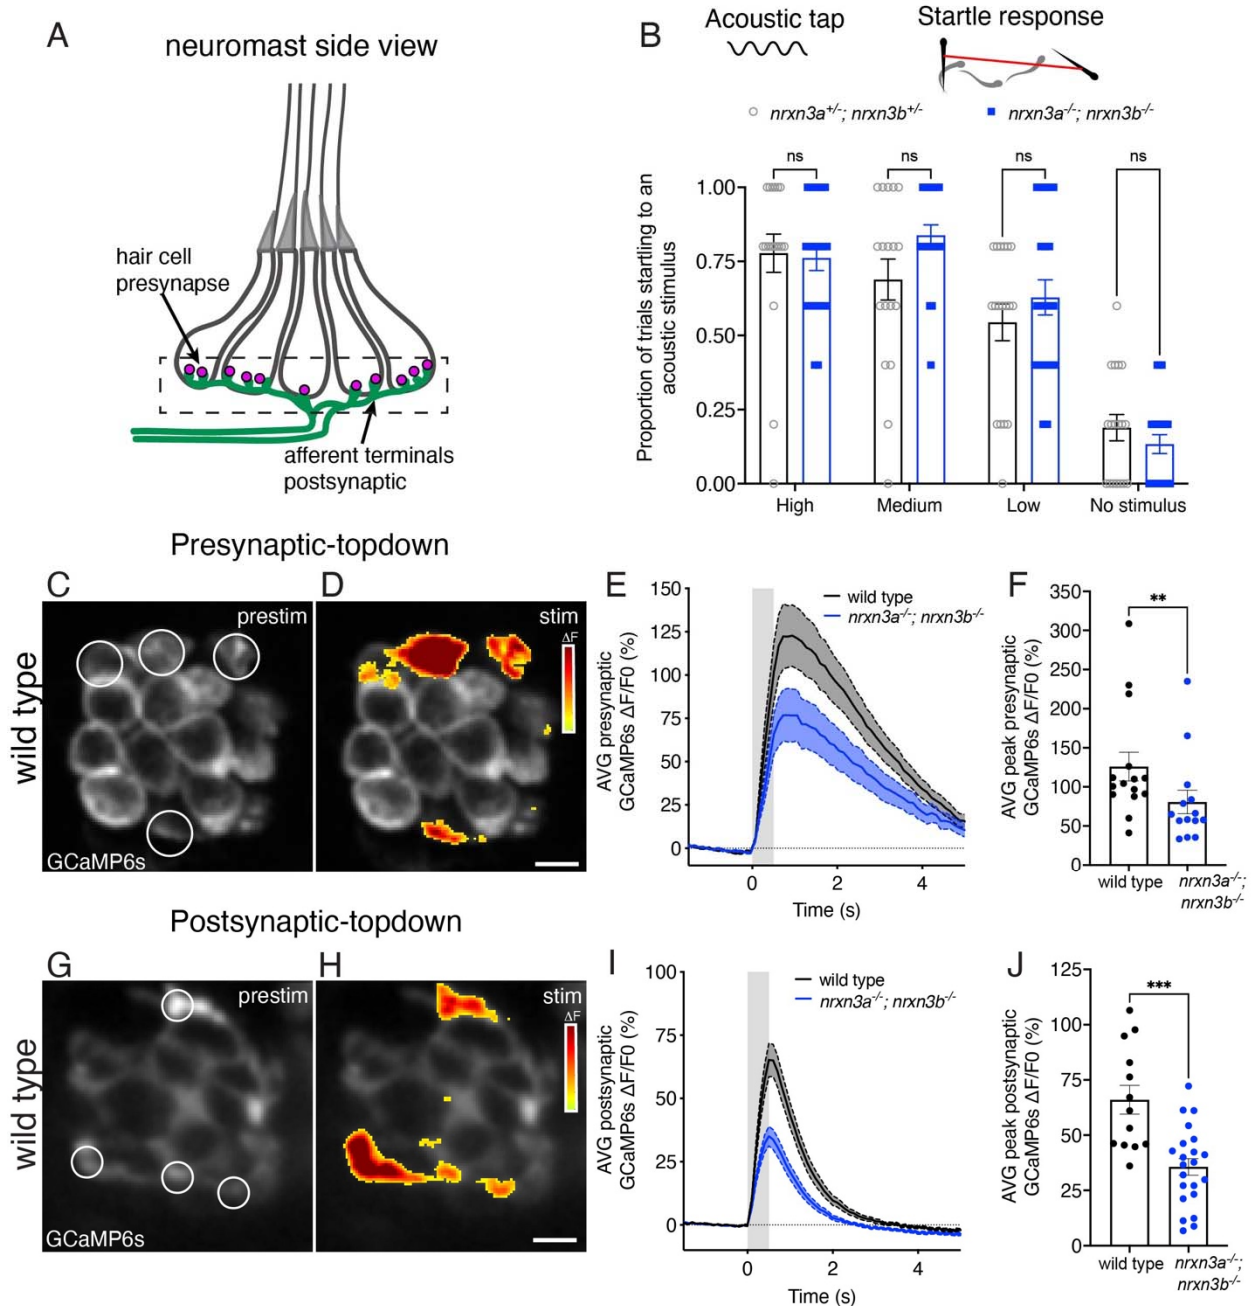 A
neuromast side view
hair cell
presynapse
afferent terminals
postsynaptic
B
Acoustic tap
Startle response
nrxn3a+/-; nrxn3b+/-
nrxn3a-/-; nrxn3b-/-
ns
ns
ns
ns
Proportion of trials startling to an
acoustic stimulus
1.00
0.75
0.50
0.25
0.00
High
Medium
Low
No stimulus
Presynaptic-topdown
wild type
C
prestim
GCaMP6s
D
stim
ΔF
E
AVG presynaptic
GCaMP6s ΔF/F0 (%)
150
125
100
75
50
25
0
wild type
nrxn3a-/-; nrxn3b-/-
0
2
4
Time (s)
F
AVG peak presynaptic
GCaMP6s ΔF/F0 (%)
350
300
250
200
150
100
50
0
**
wild type
nrxn3a-/-;
nrxn3b-/-
Postsynaptic-topdown
wild type
G
prestim
GCaMP6s
H
stim
ΔF
I
AVG postsynaptic
GCaMP6s ΔF/F0 (%)
100
75
50
25
0
wild type
nrxn3a-/-; nrxn3b-/-
0
2
4
Time (s)
J
AVG peak postsynaptic
GCaMP6s ΔF/F0 (%)
125
100
75
50
25
0
***
wild type
nrxn3a-/-;
nrxn3b-/-